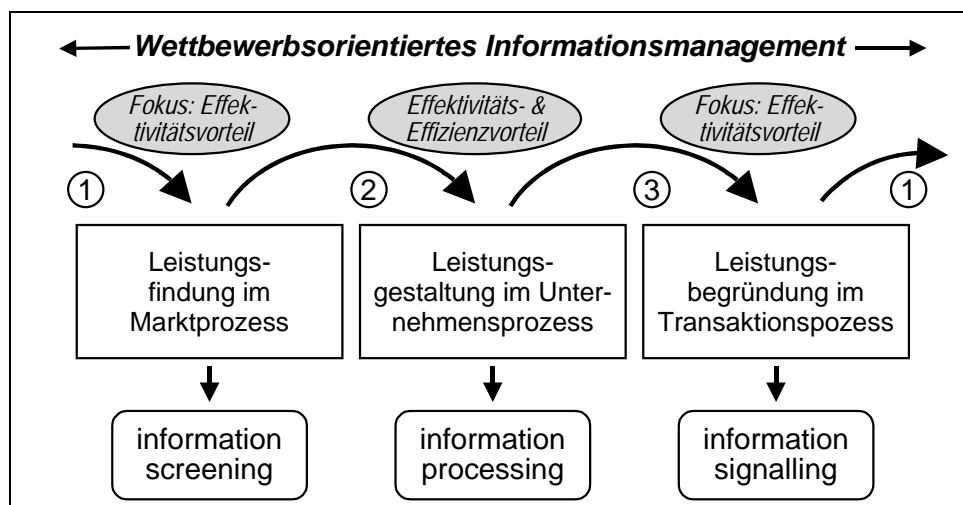 Wettbewerbsorientiertes Informationsmanagement
Fokus: Effek-
tivitätsvorteil
Effektivitäts- &
Effizienzvorteil
Fokus: Effek-
tivitätsvorteil
1
2
3
1
Leistungs-
findung im
Marktprozess
Leistungs-
gestaltung im Unter-
nehmensprozess
Leistungs-
begründung im
Transaktionspozess
information
screening
information
processing
information
signalling